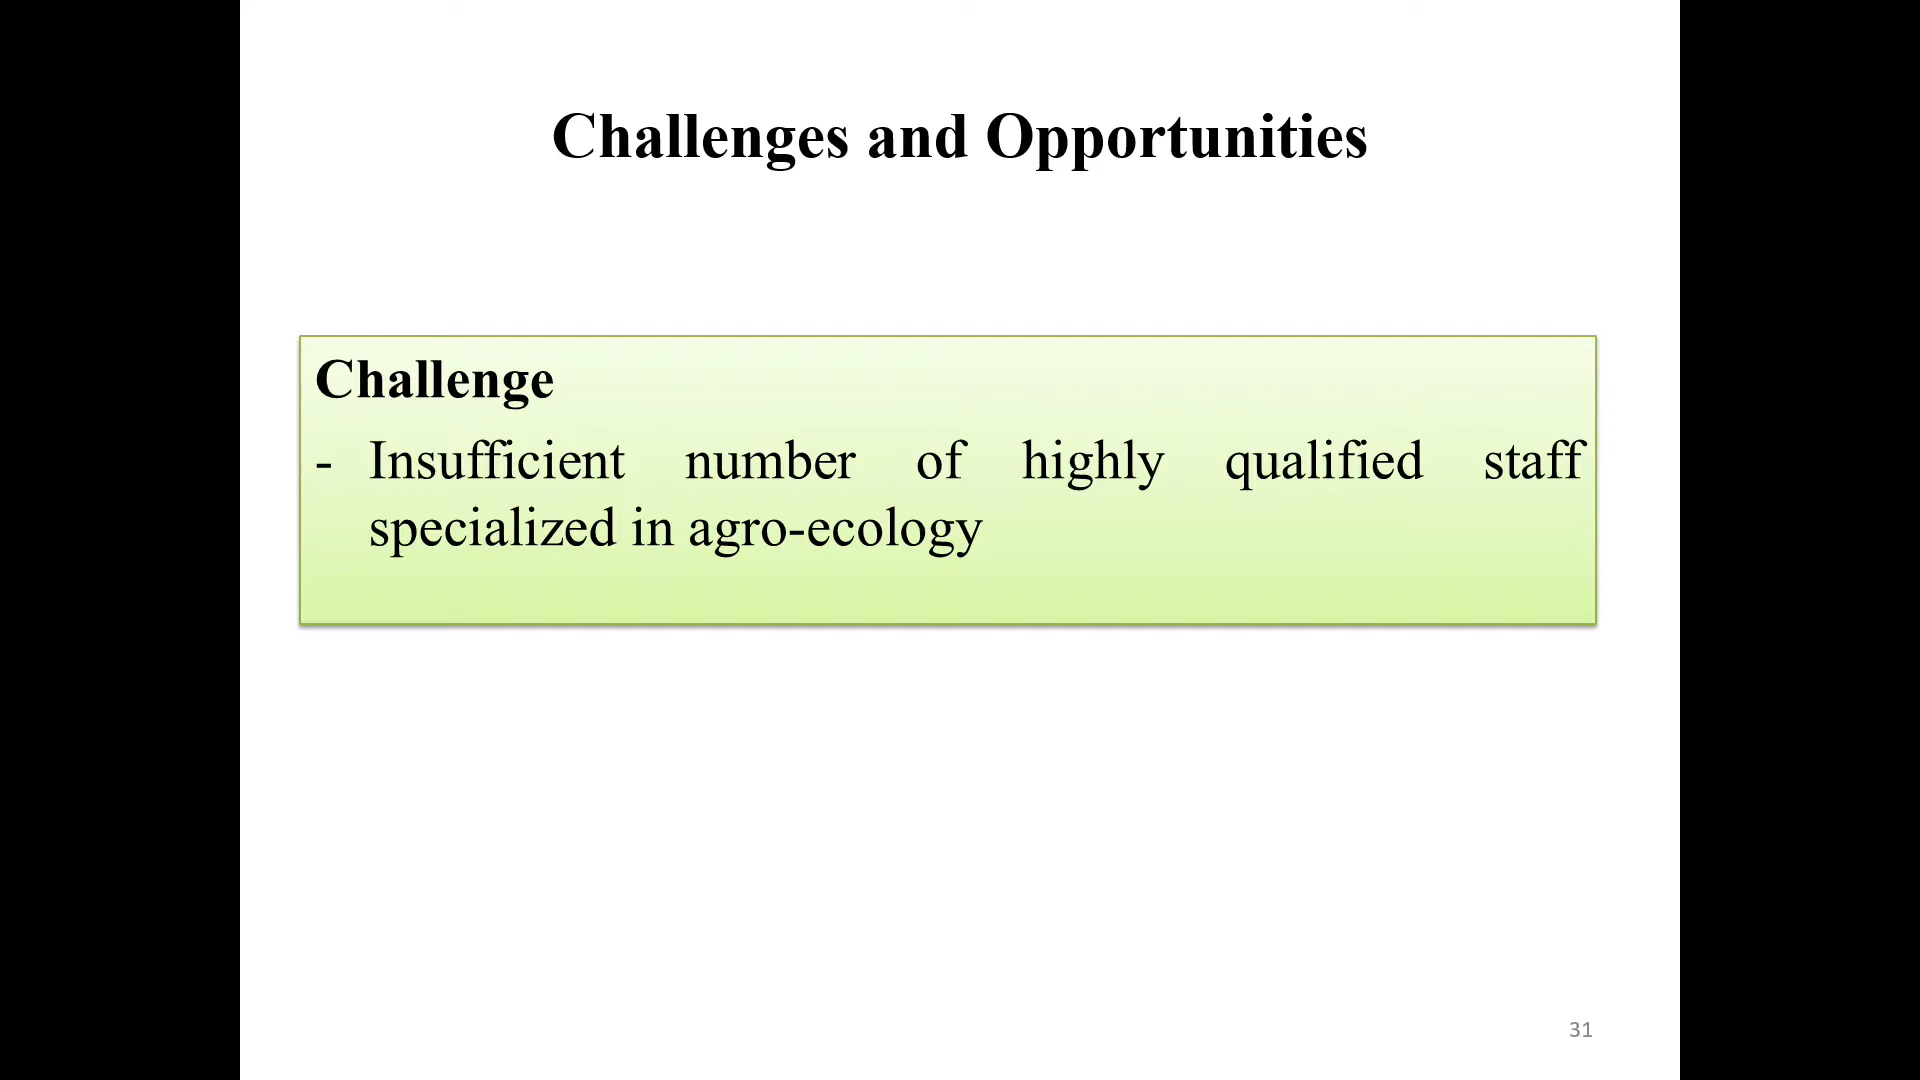 Challenges and Opportunities
Challenge
- Insufficient number of highly qualified staff
specialized in agro-ecology
31